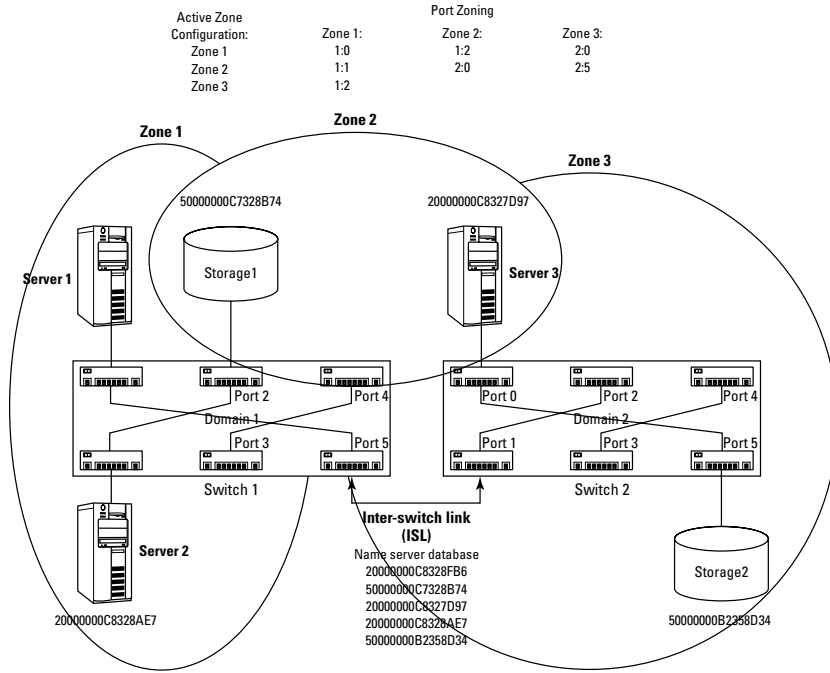 Port Zoning
Active Zone Configuration:
Zone 1
Zone 2
Zone 3
Zone 1:
1:0
1:1
1:2
Zone 2:
1:2
2:0
Zone 3:
2:0
2:5
Zone 1
Zone 2
Zone 3
50000000C7328B74
20000000C8327D97
Server 1
Storage1
Server 3
Port 2
Port 4
Port 0
Port 2
Port 4
Domain 1
Domain 2
Port 3
Port 5
Port 1
Port 3
Port 5
Switch 1
Switch 2
Inter-switch link
(ISL)
Server 2
Name server database
20000000C8328FB6
50000000C7328B74
20000000C8327D97
20000000C8328AE7
50000000B2358D34
Storage2
20000000C8328AE7
50000000B2358D34